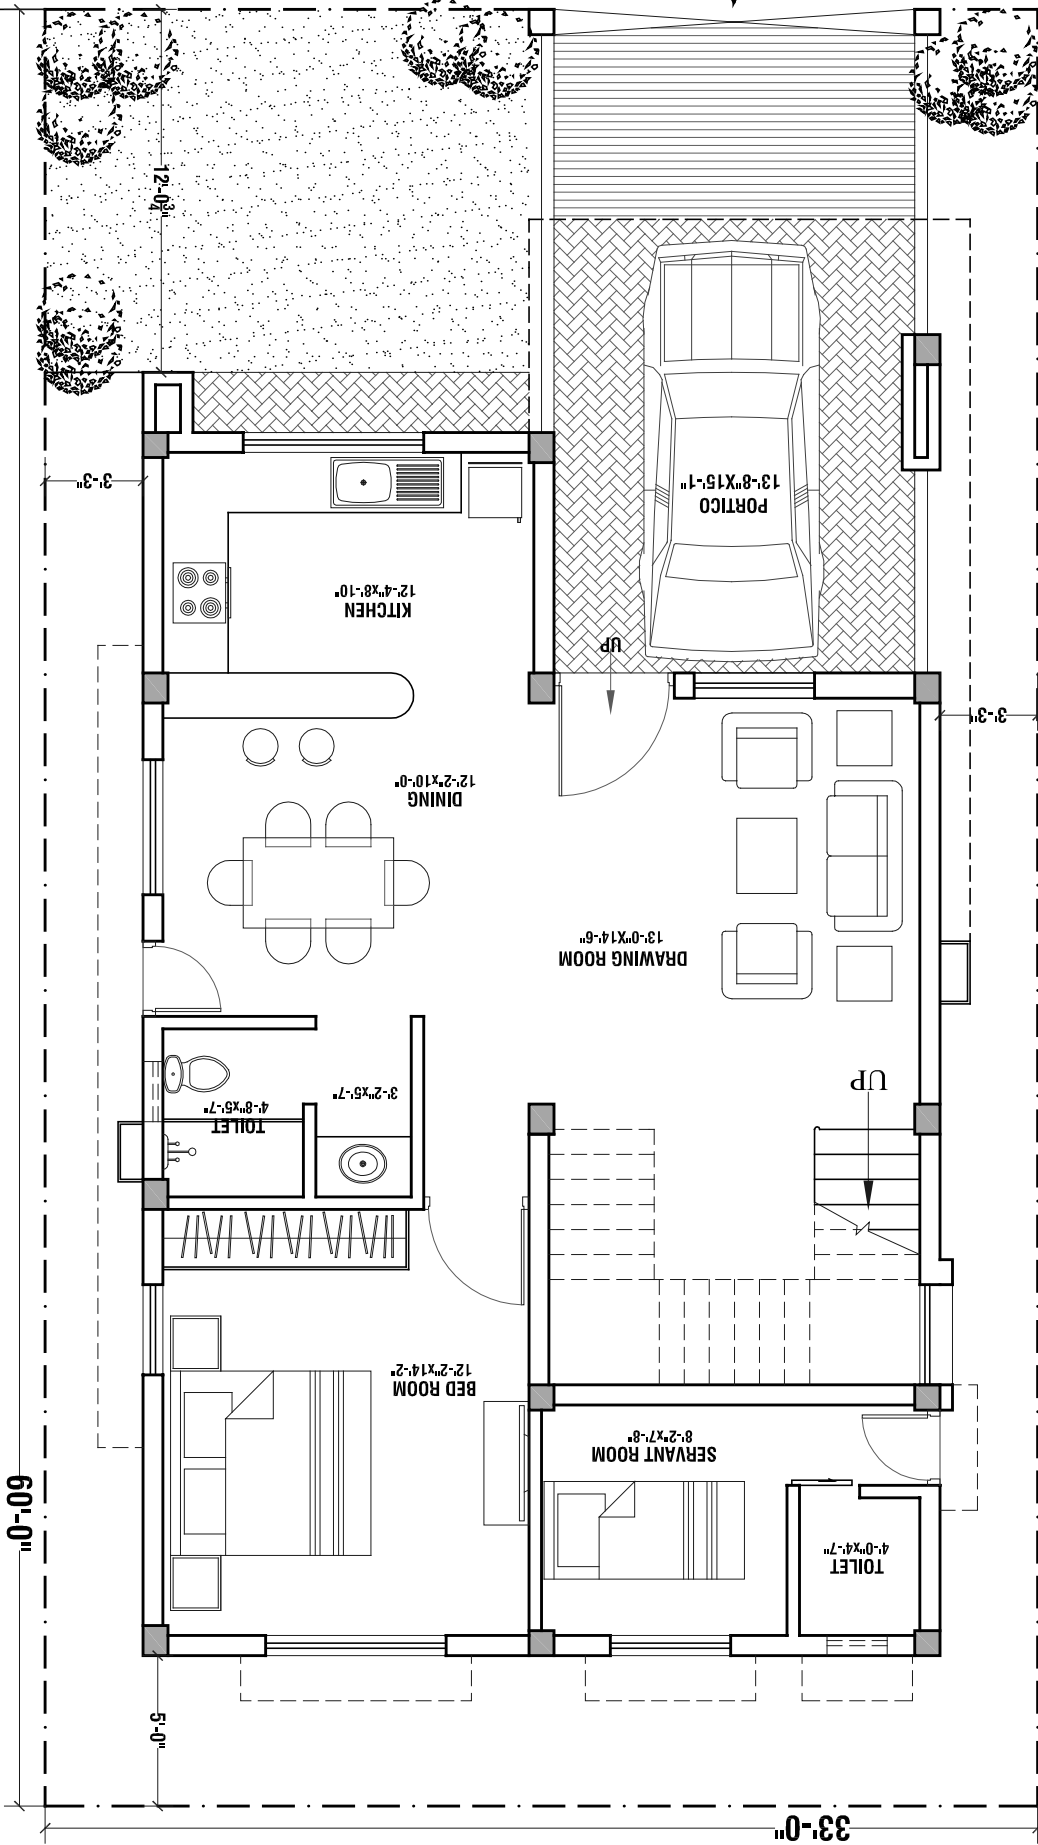 33'-0"
5'-0"
60'-0"
TOILET
4'-0"x4'-7"
SERVANT ROOM
8'-2"x7'-8"
BED ROOM
12'-2"x14'-2"
UP
TOILET
4'-8"x5'-7"
3'-2"x5'-7"
DRAWING ROOM
13'-0"X14'-6"
DINING
12'-2"x10'-0"
3'-3"
UP
KITCHEN
12'-4"x8'-10"
PORTICO
13'-8"X15'-1"
3'-3"
12'-0¾"